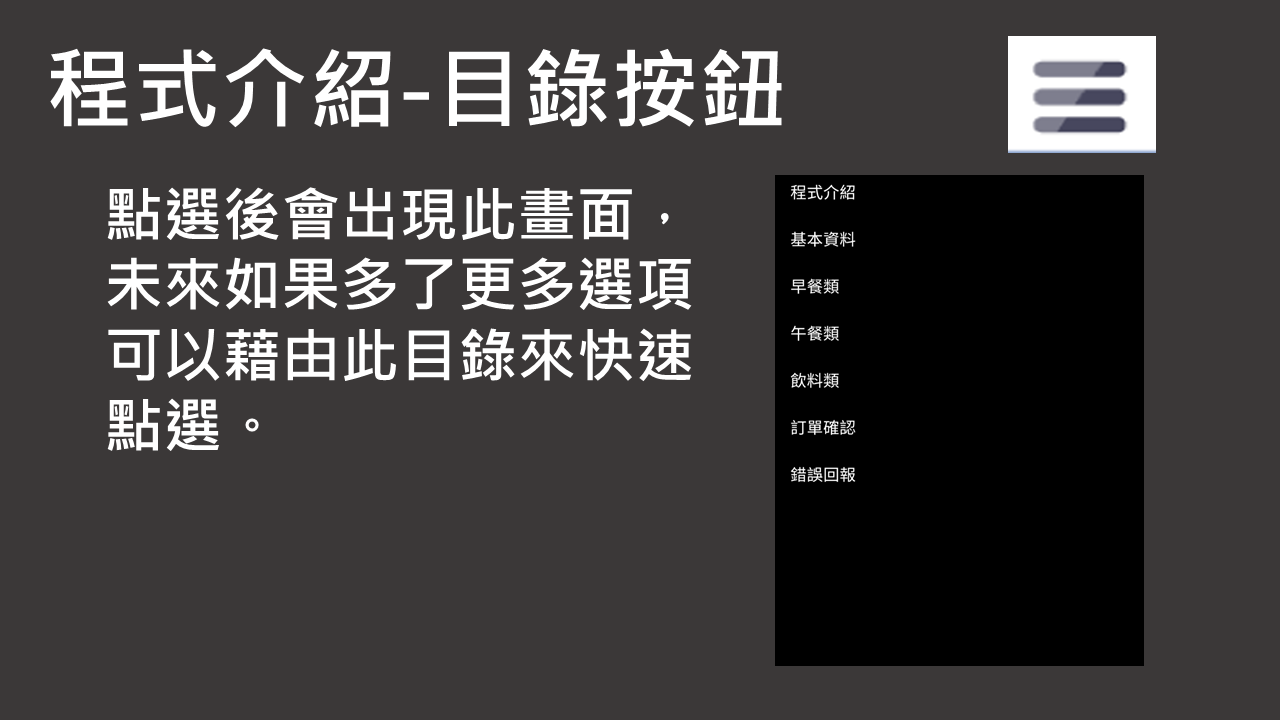 程式介紹-目錄按鈕
點選後會出現此畫面，
未來如果多了更多選項
可以藉由此目錄來快速
點選。
程式介紹
基本資料
早餐類
午餐類
飲料類
訂單確認
錯誤回報